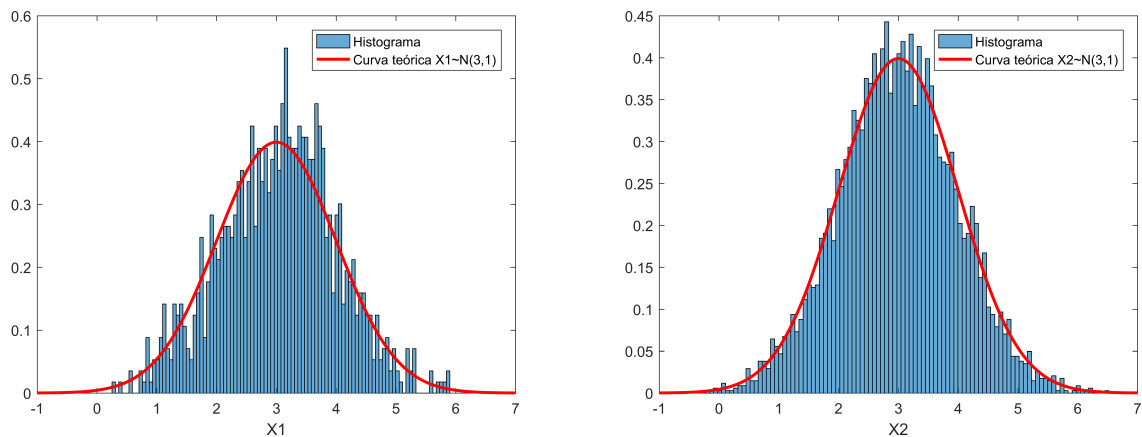 0.6
0.5
0.4
0.3
0.2
0.1
0
-1 0 1 2 3 4 5 6 7
X1
Histograma
Curva teórica X1~N(3,1)
0.45
0.4
0.35
0.3
0.25
0.2
0.15
0.1
0.05
0
-1 0 1 2 3 4 5 6 7
X2
Histograma
Curva teórica X2~N(3,1)